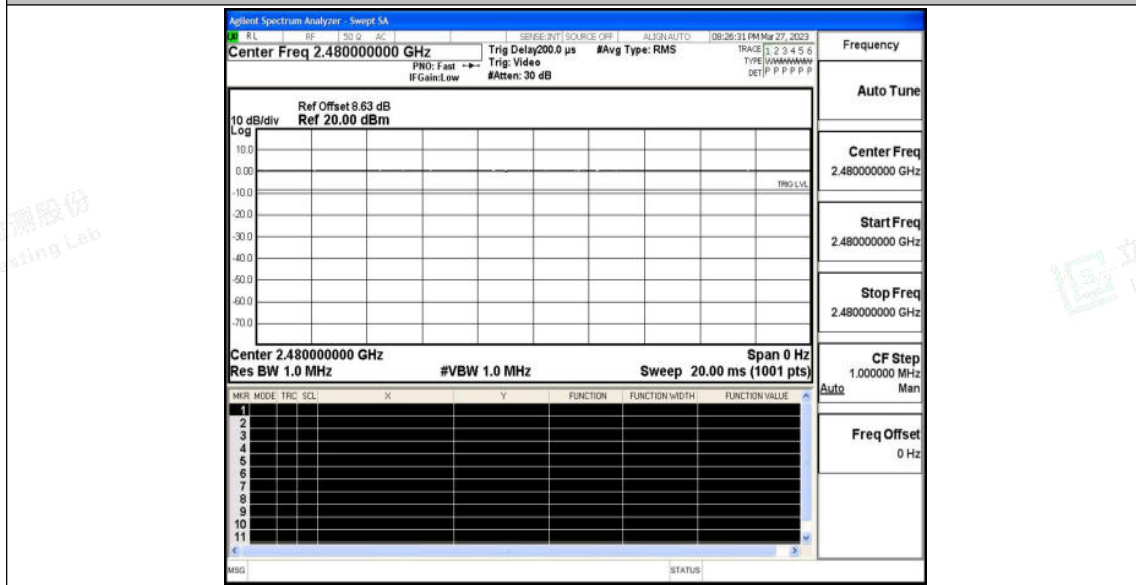 Agilent Spectrum Analyzer - Swept SA
RL RF 50 Ω AC SENSE:INT SOURCE OFF ALIGNAUTO 08:26:31 PM Mar 27, 2023
Center Freq 2.480000000 GHz
PNO: Fast
IFGain:Low
Trig Delay200.0 µs
Trig: Video
#Atten: 30 dB
#Avg Type: RMS
TRACE 1 2 3 4 5 6
TYPE
DET P P P P P P
Ref Offset 8.63 dB
10 dB/div Ref 20.00 dBm
Log
10.0
0.00
TRIG LVL
-10.0
-20.0
-30.0
-40.0
-50.0
-60.0
-70.0
Center 2.480000000 GHz Span 0 Hz
Res BW 1.0 MHz #VBW 1.0 MHz Sweep 20.00 ms (1001 pts)
MKR MODE TRC SCL X Y FUNCTION FUNCTION WIDTH FUNCTION VALUE
1
2
3
4
5
6
7
8
9
10
11
MSG STATUS
Frequency
Auto Tune
Center Freq
2.480000000 GHz
Start Freq
2.480000000 GHz
Stop Freq
2.480000000 GHz
CF Step
1.000000 MHz
Auto Man
Freq Offset
0 Hz
测股份
sting Lab
立